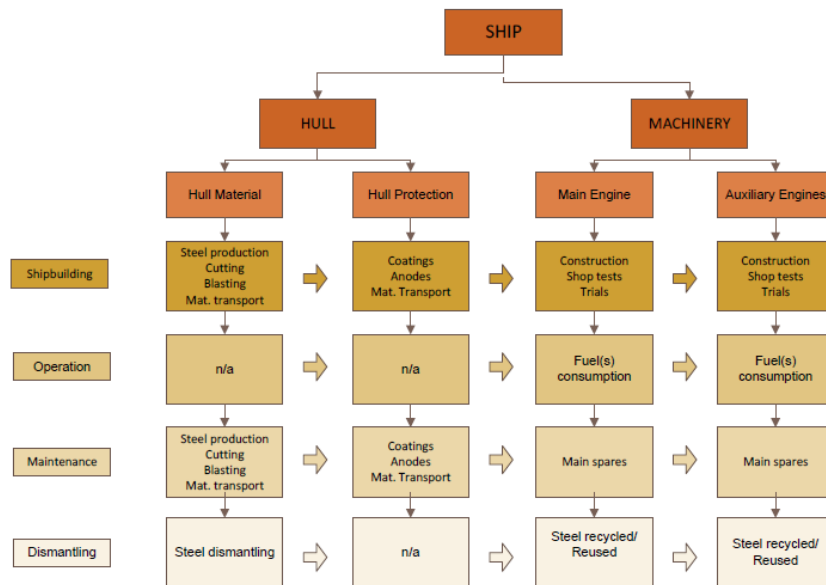 SHIP
HULL
MACHINERY
Hull Material
Hull Protection
Main Engine
Auxiliary Engines
Shipbuilding
Steel production
Cutting
Blasting
Mat. transport
Coatings
Anodes
Mat. Transport
Construction
Shop tests
Trials
Construction
Shop tests
Trials
Operation
n/a
n/a
Fuel(s)
consumption
Fuel(s)
consumption
Maintenance
Steel production
Cutting
Blasting
Mat. transport
Coatings
Anodes
Mat. Transport
Main spares
Main spares
Dismantling
Steel dismantling
n/a
Steel recycled/
Reused
Steel recycled/
Reused